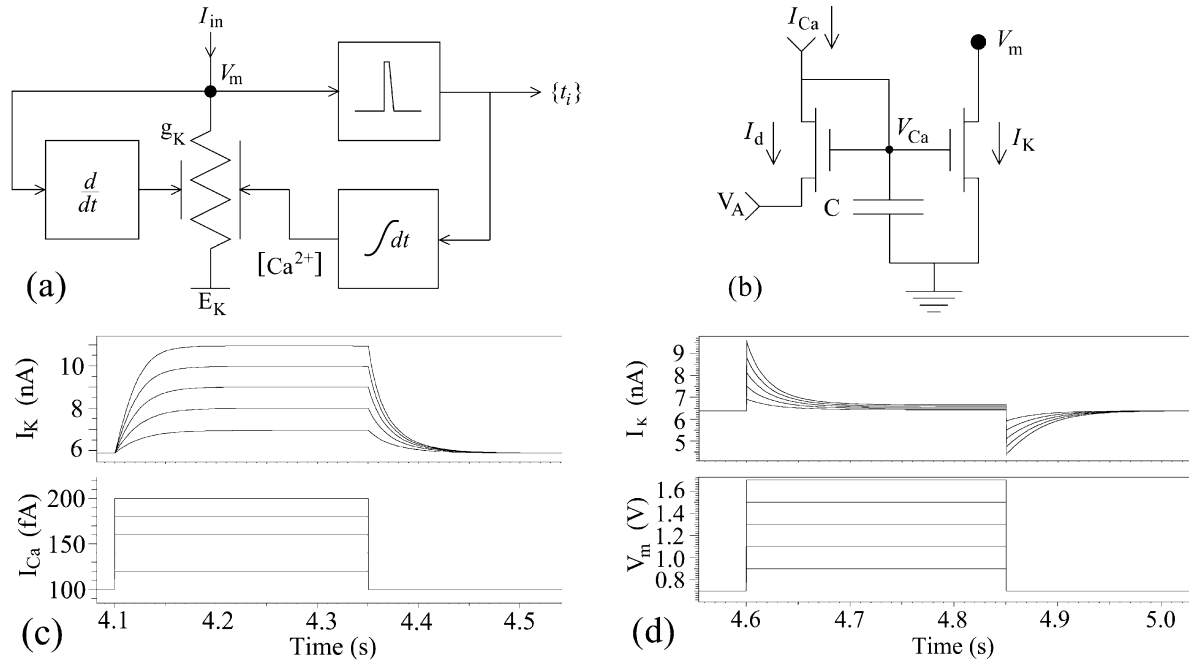 I_in
V_m
g_K
d/dt
{t_i}
∫dt
[Ca²⁺]
E_K
(a)
I_Ca
V_m
I_d
V_Ca
I_K
V_A
C
(b)
I_K (nA)
10
8
6
I_Ca (fA)
200
150
100
4.1 4.2 4.3 4.4 4.5
Time (s)
(c)
I_K (nA)
9
8
7
6
5
V_m (V)
1.6
1.4
1.2
1.0
0.8
4.6 4.7 4.8 4.9 5.0
Time (s)
(d)